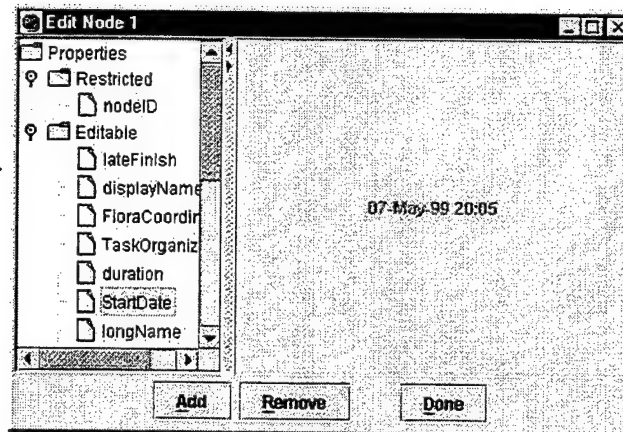 Edit Node 1
Properties
Restricted
nodeID
Editable
lateFinish
displayName
FloraCoordin
TaskOrganiz
duration
StartDate
longName
07-May-99 20:05
Add
Remove
Done